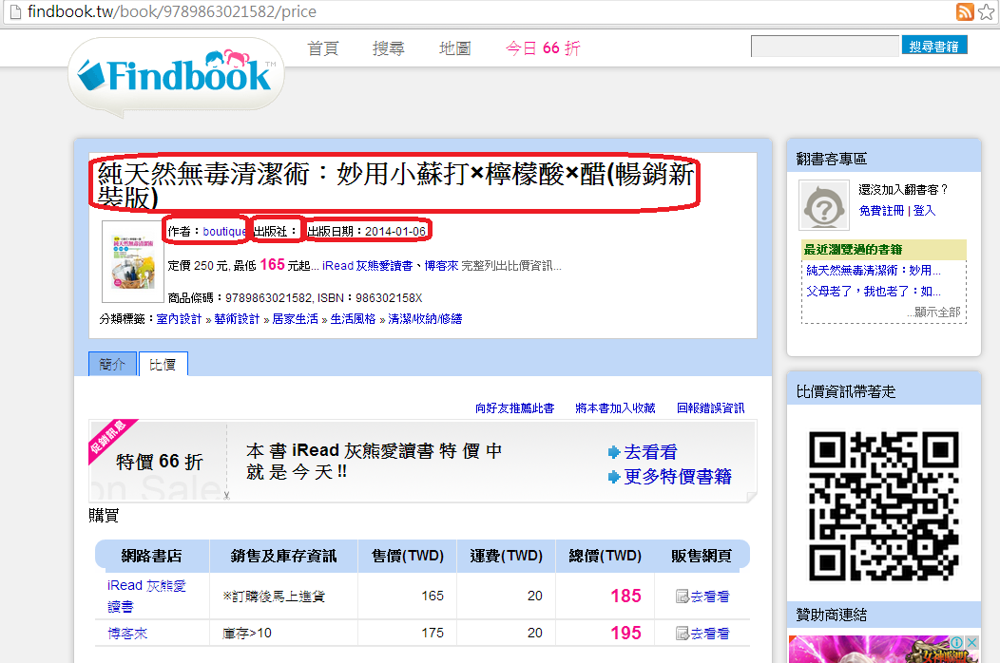 findbook.tw/book/9789863021582/price
首頁 搜尋 地圖 今日 66 折
搜尋書籍
Findbook™
純天然無毒清潔術：妙用小蘇打×檸檬酸×醋(暢銷新
裝版)
作者：boutique 出版社： 出版日期：2014-01-06
定價 250 元, 最低 165 元起... iRead 灰熊愛讀書、博客來 完整列出比價資訊...
商品條碼：9789863021582, ISBN：986302158X
分類標籤：室內設計 » 藝術設計 » 居家生活 » 生活風格 » 清潔/收納/修繕
簡介 比價
向好友推薦此書 將本書加入收藏 回報錯誤資訊
促銷訊息
特價 66 折
on Sale
本 書 iRead 灰熊愛讀書 特 價 中
就 是 今 天 !!
去看看
更多特價書籍
購買
網路書店 銷售及庫存資訊 售價(TWD) 運費(TWD) 總價(TWD) 販售網頁
iRead 灰熊愛
讀書 ※訂購後馬上進貨 165 20 185 去看看
博客來 庫存>10 175 20 195 去看看
翻書客專區
還沒加入翻書客？
免費註冊 | 登入
最近瀏覽過的書籍
純天然無毒清潔術：妙用...
父母老了，我也老了：如...
...顯示全部
比價資訊帶著走
贊助商連結